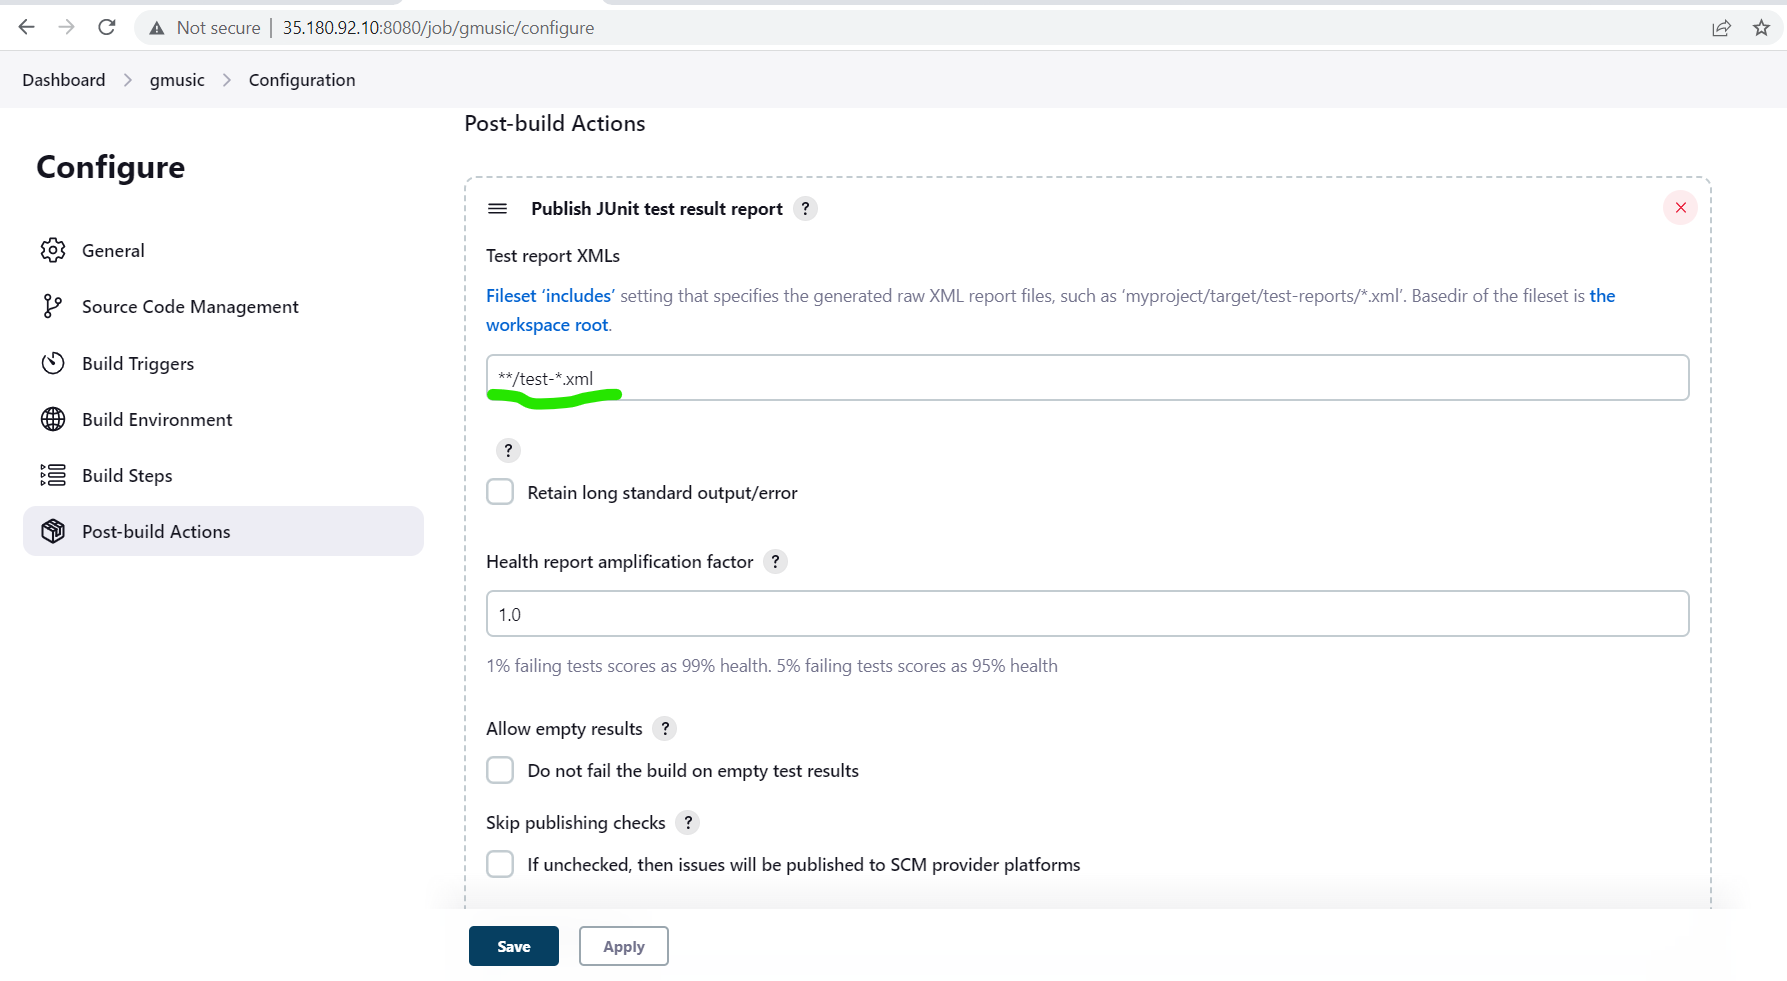 Not secure | 35.180.92.10:8080/job/gmusic/configure
Dashboard > gmusic > Configuration
Post-build Actions
Configure
General
Source Code Management
Build Triggers
Build Environment
Build Steps
Post-build Actions
Publish JUnit test result report ?
Test report XMLs
Fileset ‘includes’ setting that specifies the generated raw XML report files, such as ‘myproject/target/test-reports/*.xml’. Basedir of the fileset is the
workspace root.
**/test-*.xml
?
Retain long standard output/error
Health report amplification factor ?
1.0
1% failing tests scores as 99% health. 5% failing tests scores as 95% health
Allow empty results ?
Do not fail the build on empty test results
Skip publishing checks ?
If unchecked, then issues will be published to SCM provider platforms
Save Apply